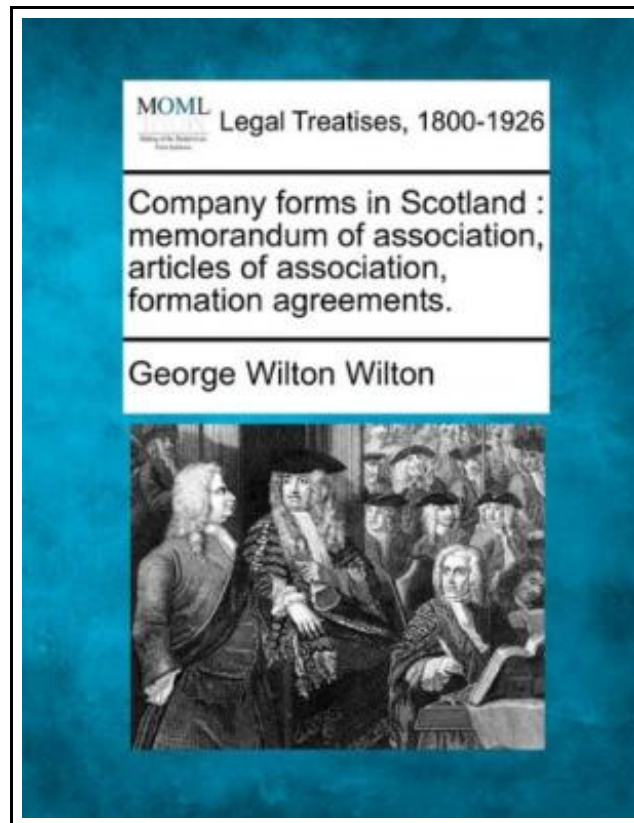 MOML
Legal Treatises, 1800-1926
Company forms in Scotland :
memorandum of association,
articles of association,
formation agreements.
George Wilton Wilton